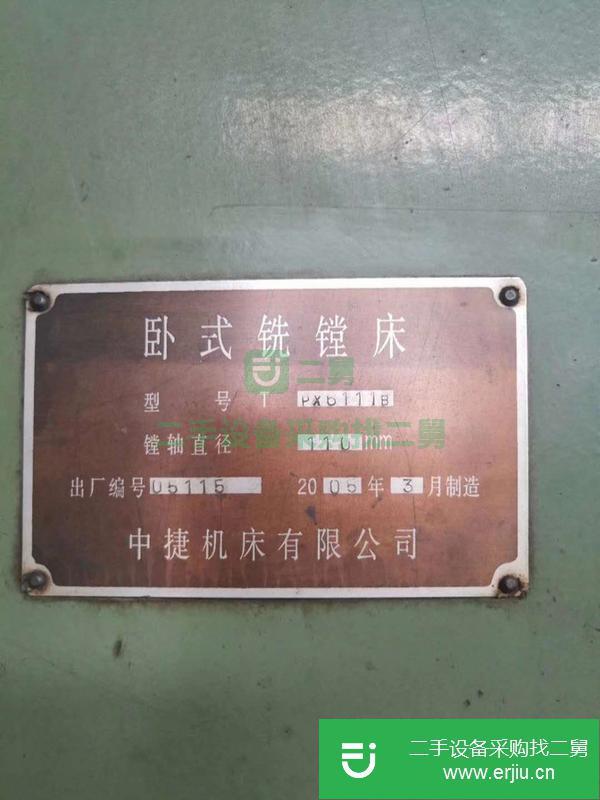 卧式铣镗床
二舅
型 号 T PX6111B
二手设备采购找二舅
镗轴直径 110 mm
出厂编号 05115 2005年 3月制造
中捷机床有限公司
二手设备采购找二舅
www.erjiu.cn